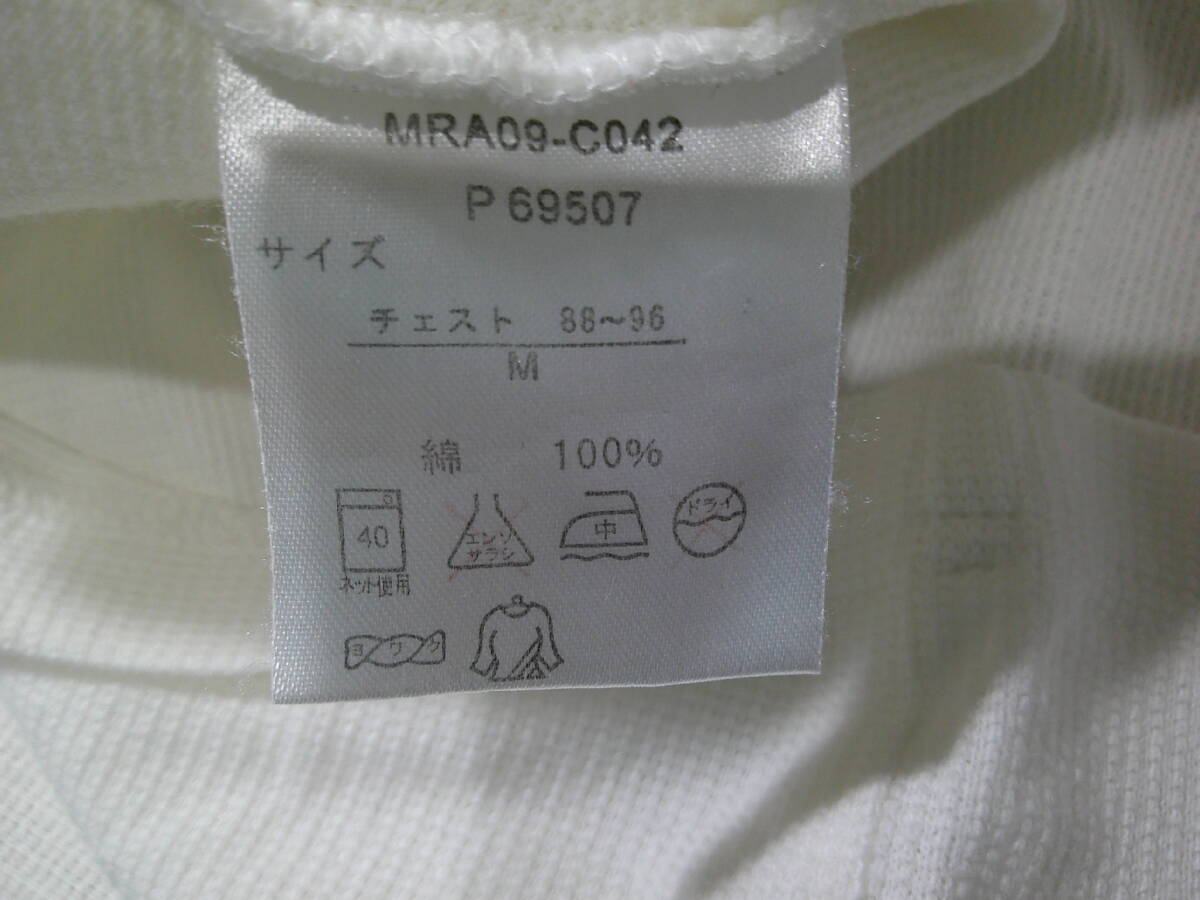 MRA09-C042
P 69507
サイズ
チェスト 88～96
M
綿 100%
40
ネット使用
エンソ
サラシ
中
ドライ
ヨワク